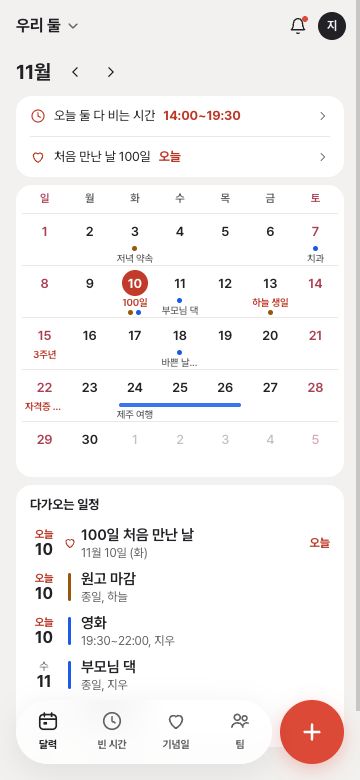 우리 둘
지
11월
오늘 둘 다 비는 시간 14:00~19:30
처음 만난 날 100일 오늘
일 월 화 수 목 금 토
1 2 3 4 5 6 7
저녁 약속 치과
8 9 10 11 12 13 14
100일 부모님 댁 하늘 생일
15 16 17 18 19 20 21
3주년 바쁜 날...
22 23 24 25 26 27 28
자격증 ... 제주 여행
29 30 1 2 3 4 5
다가오는 일정
오늘 10 100일 처음 만난 날 오늘
11월 10일 (화)
오늘 10 원고 마감
종일, 하늘
오늘 10 영화
19:30~22:00, 지우
수 11 부모님 댁
종일, 지우
달력 빈 시간 기념일 팀